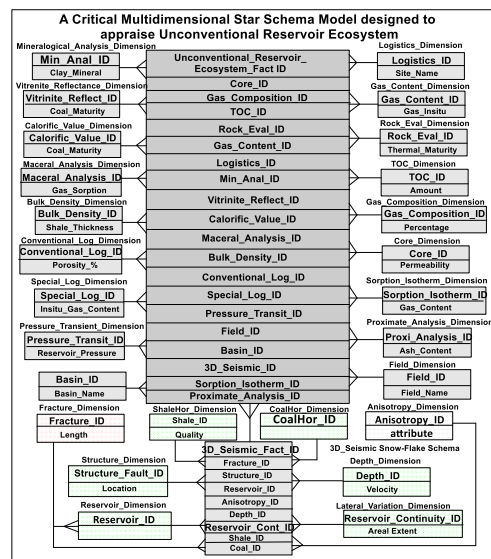 A Critical Multidimensional Star Schema Model designed to
appraise Unconventional Reservoir Ecosystem
Mineralogical_Analysis_Dimension
Min_Anal_ID
Clay_Mineral
Vitrenite_Reflectance_Dimension
Vitrinite_Reflect_ID
Coal_Maturity
Calorific_Value_Dimension
Calorific_Value_ID
Coal_Maturity
Maceral_Analysis_Dimension
Maceral_Analysis_ID
Gas_Sorption
Bulk_Density_Dimension
Bulk_Density_ID
Shale_Thickness
Conventional_Log_Dimension
Conventional_Log_ID
Porosity_%
Special_Log_Dimension
Special_Log_ID
Insitu_Gas_Content
Pressure_Transient_Dimension
Pressure_Transit_ID
Reservoir_Pressure
Basin_ID
Basin_Name
Unconventional_Reservoir_
Ecosystem_Fact ID
Core_ID
Gas_Composition_ID
TOC_ID
Rock_Eval_ID
Gas_Content_ID
Logistics_ID
Min_Anal_ID
Vitrinite_Reflect_ID
Calorific_Value_ID
Maceral_Analysis_ID
Bulk_Density_ID
Conventional_Log_ID
Special_Log_ID
Pressure_Transit_ID
Field_ID
Basin_ID
3D_Seismic_ID
Sorption_Isotherm_ID
Proximate_Analysis_ID
Logistics_Dimension
Logistics_ID
Site_Name
Gas_Content_Dimension
Gas_Content_ID
Gas_Insitu
Rock_Eval_Dimension
Rock_Eval_ID
Thermal_Maturity
TOC_Dimension
TOC_ID
Amount
Gas_Composition_Dimension
Gas_Composition_ID
Percentage
Core_Dimension
Core_ID
Permeability
Sorption_Isotherm_Dimension
Sorption_Isotherm_ID
Gas_Content
Proximate_Analysis_Dimension
Proxi_Analysis_ID
Ash_Content
Field_Dimension
Field_ID
Field_Name
Fracture_Dimension
Fracture_ID
Length
ShaleHor_Dimension
Shale_ID
Quality
CoalHor_Dimension
CoalHor_ID
Anisotropy_Dimension
Anisotropy_ID
attribute
3D_Seismic_Fact_ID
Fracture_ID
Structure_ID
Reservoir_ID
Anisotropy_ID
Depth_ID
Reservoir_Cont_ID
Shale_ID
Coal_ID
Structure_Dimension
Structure_Fault_ID
Location
Reservoir_Dimension
Reservoir_ID
3D_Seismic Snow-Flake Schema
Depth_Dimension
Depth_ID
Velocity
Lateral_Variation_Dimension
Reservoir_Continuity_ID
Areal Extent